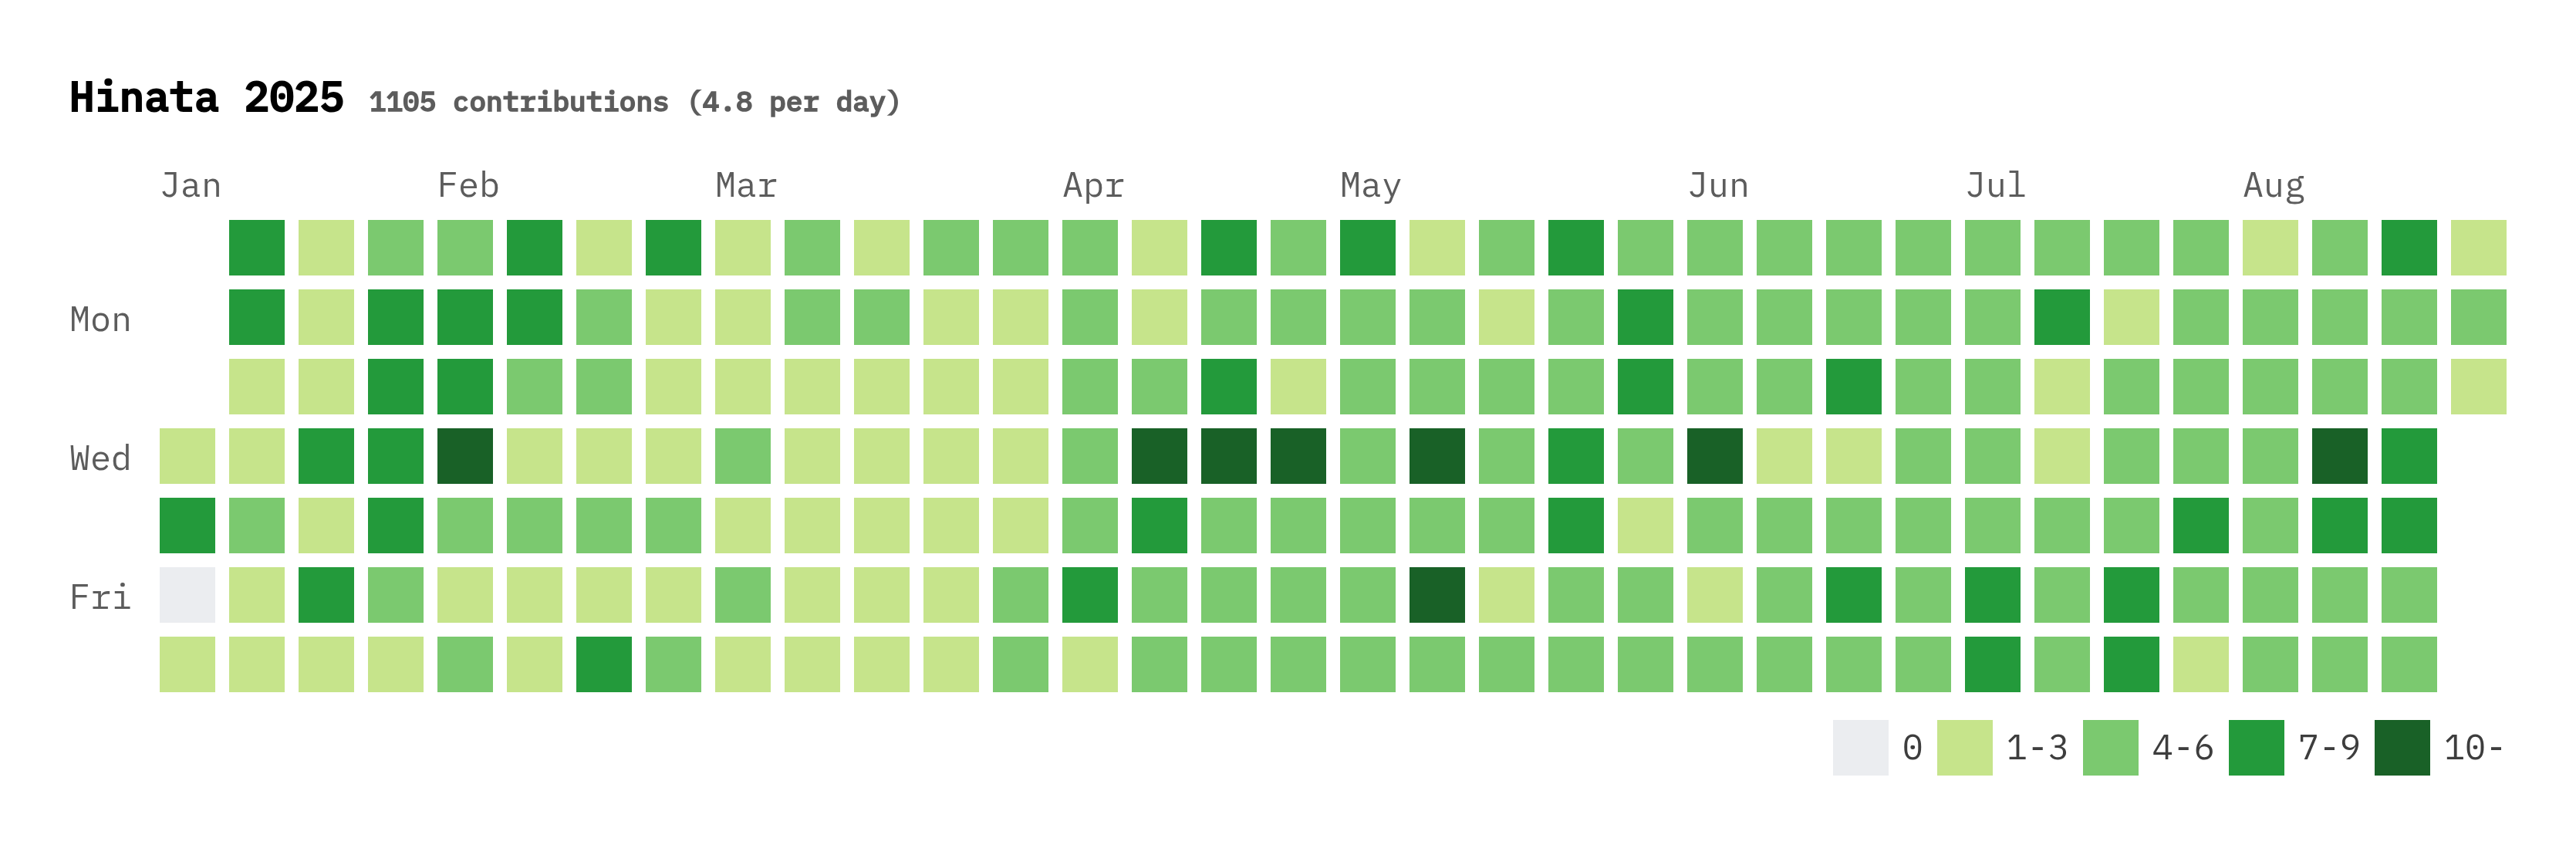 Hinata 2025 1105 contributions (4.8 per day)
Jan Feb Mar Apr May Jun Jul Aug
Mon
Wed
Fri
0 1-3 4-6 7-9 10-